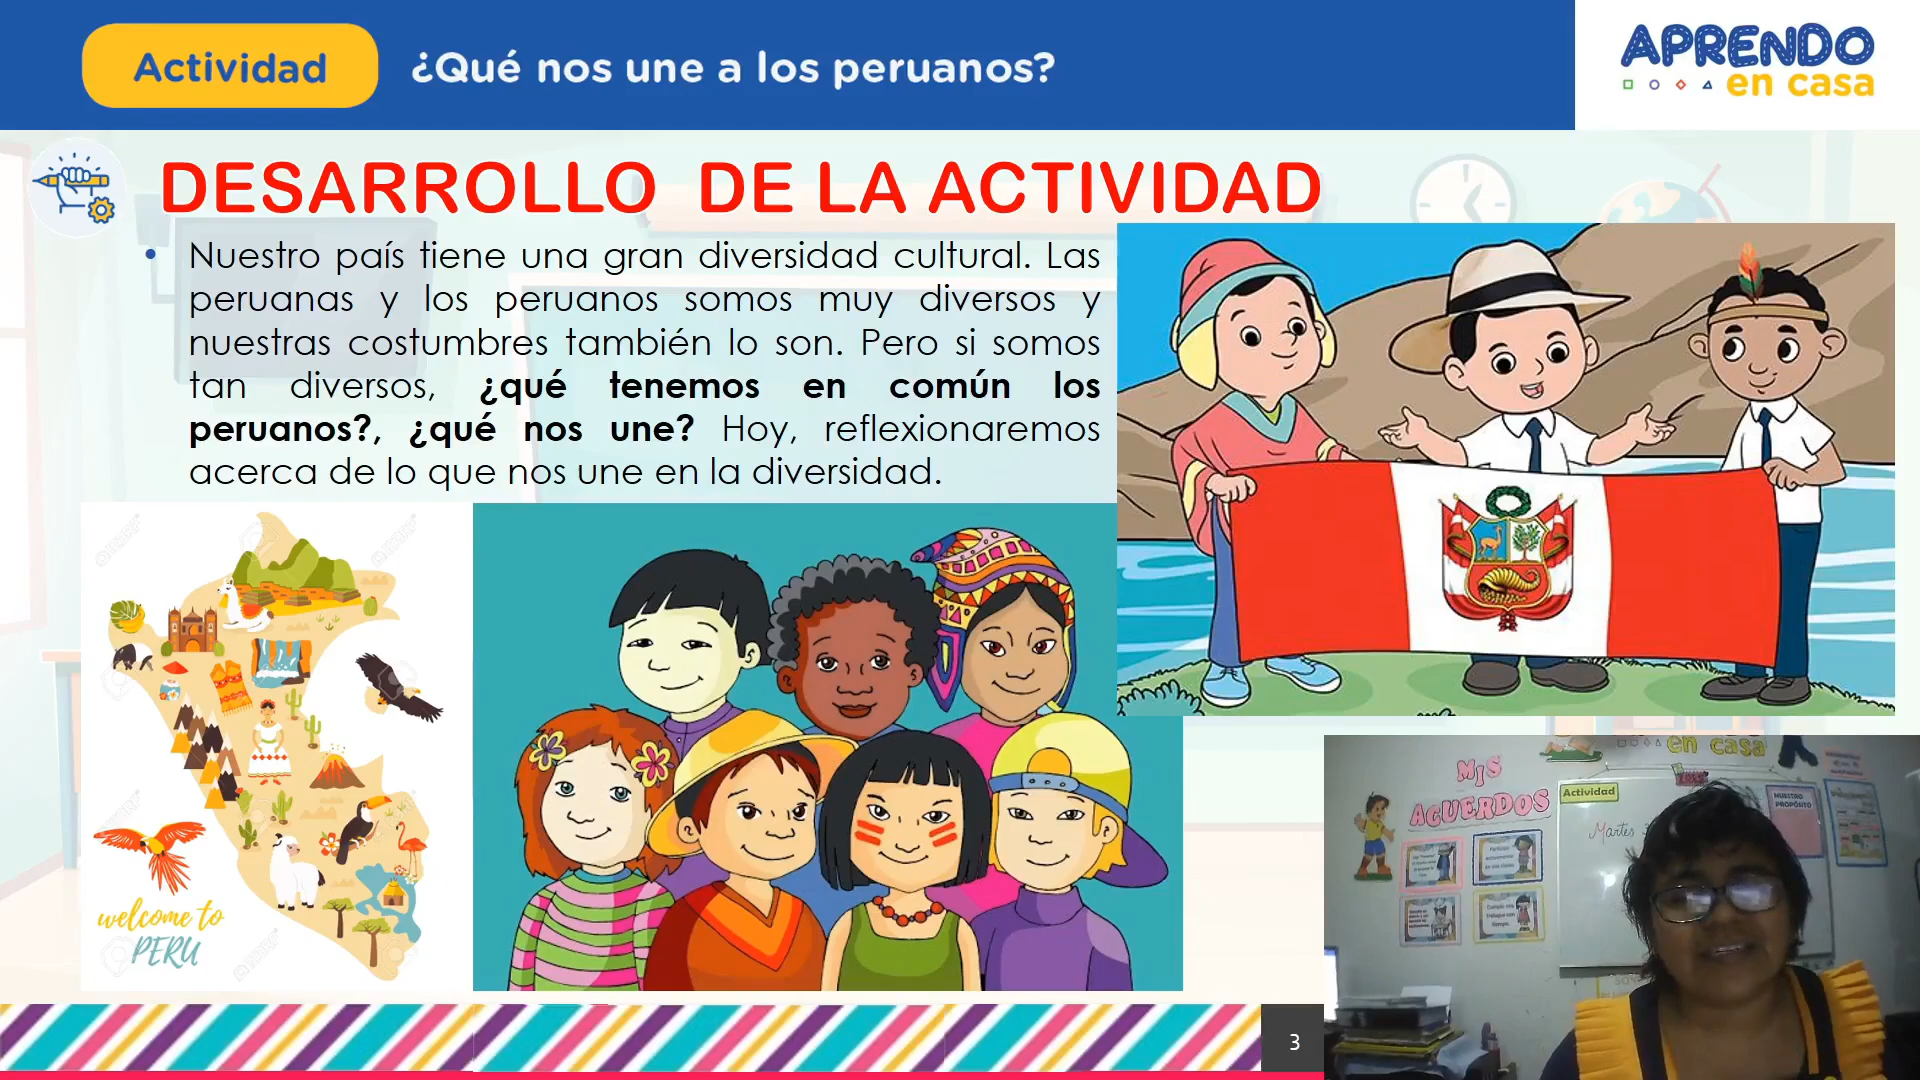 Actividad
¿Qué nos une a los peruanos?
APRENDO
en casa
DESARROLLO DE LA ACTIVIDAD
• Nuestro país tiene una gran diversidad cultural. Las
peruanas y los peruanos somos muy diversos y
nuestras costumbres también lo son. Pero si somos
tan diversos, ¿qué tenemos en común los
peruanos?, ¿qué nos une? Hoy, reflexionaremos
acerca de lo que nos une en la diversidad.
welcome to
PERU
3
en casa
MIS
ACUERDOS
Actividad
NUESTRO
PROPÓSITO
Martes